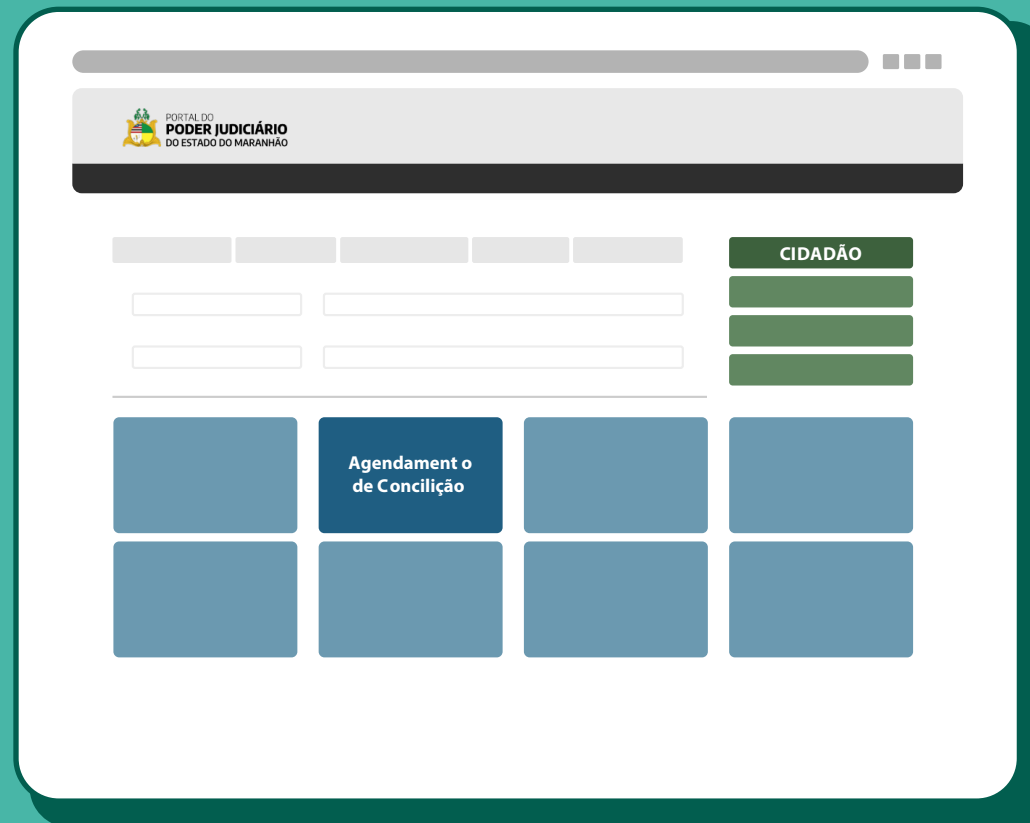 PORTAL DO
PODER JUDICIÁRIO
DO ESTADO DO MARANHÃO
CIDADÃO
Agendament o
de Concilição